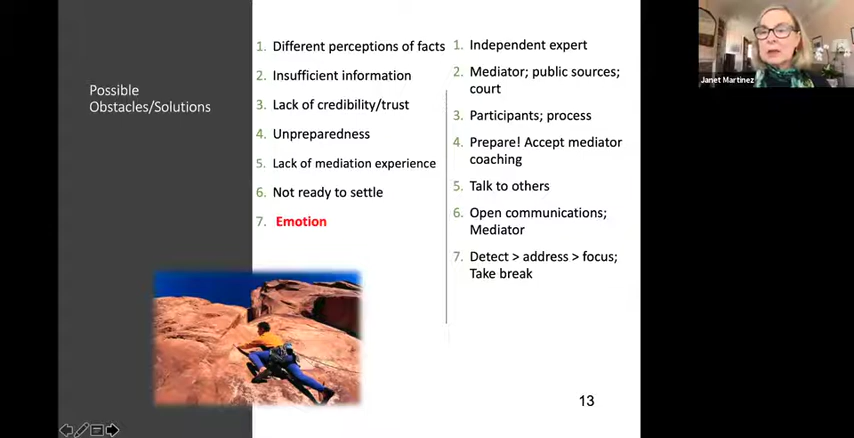 Possible
Obstacles/Solutions
1. Different perceptions of facts
2. Insufficient information
3. Lack of credibility/trust
4. Unpreparedness
5. Lack of mediation experience
6. Not ready to settle
7. Emotion
1. Independent expert
2. Mediator; public sources;
court
3. Participants; process
4. Prepare! Accept mediator
coaching
5. Talk to others
6. Open communications;
Mediator
7. Detect > address > focus;
Take break
13
Janet Martinez